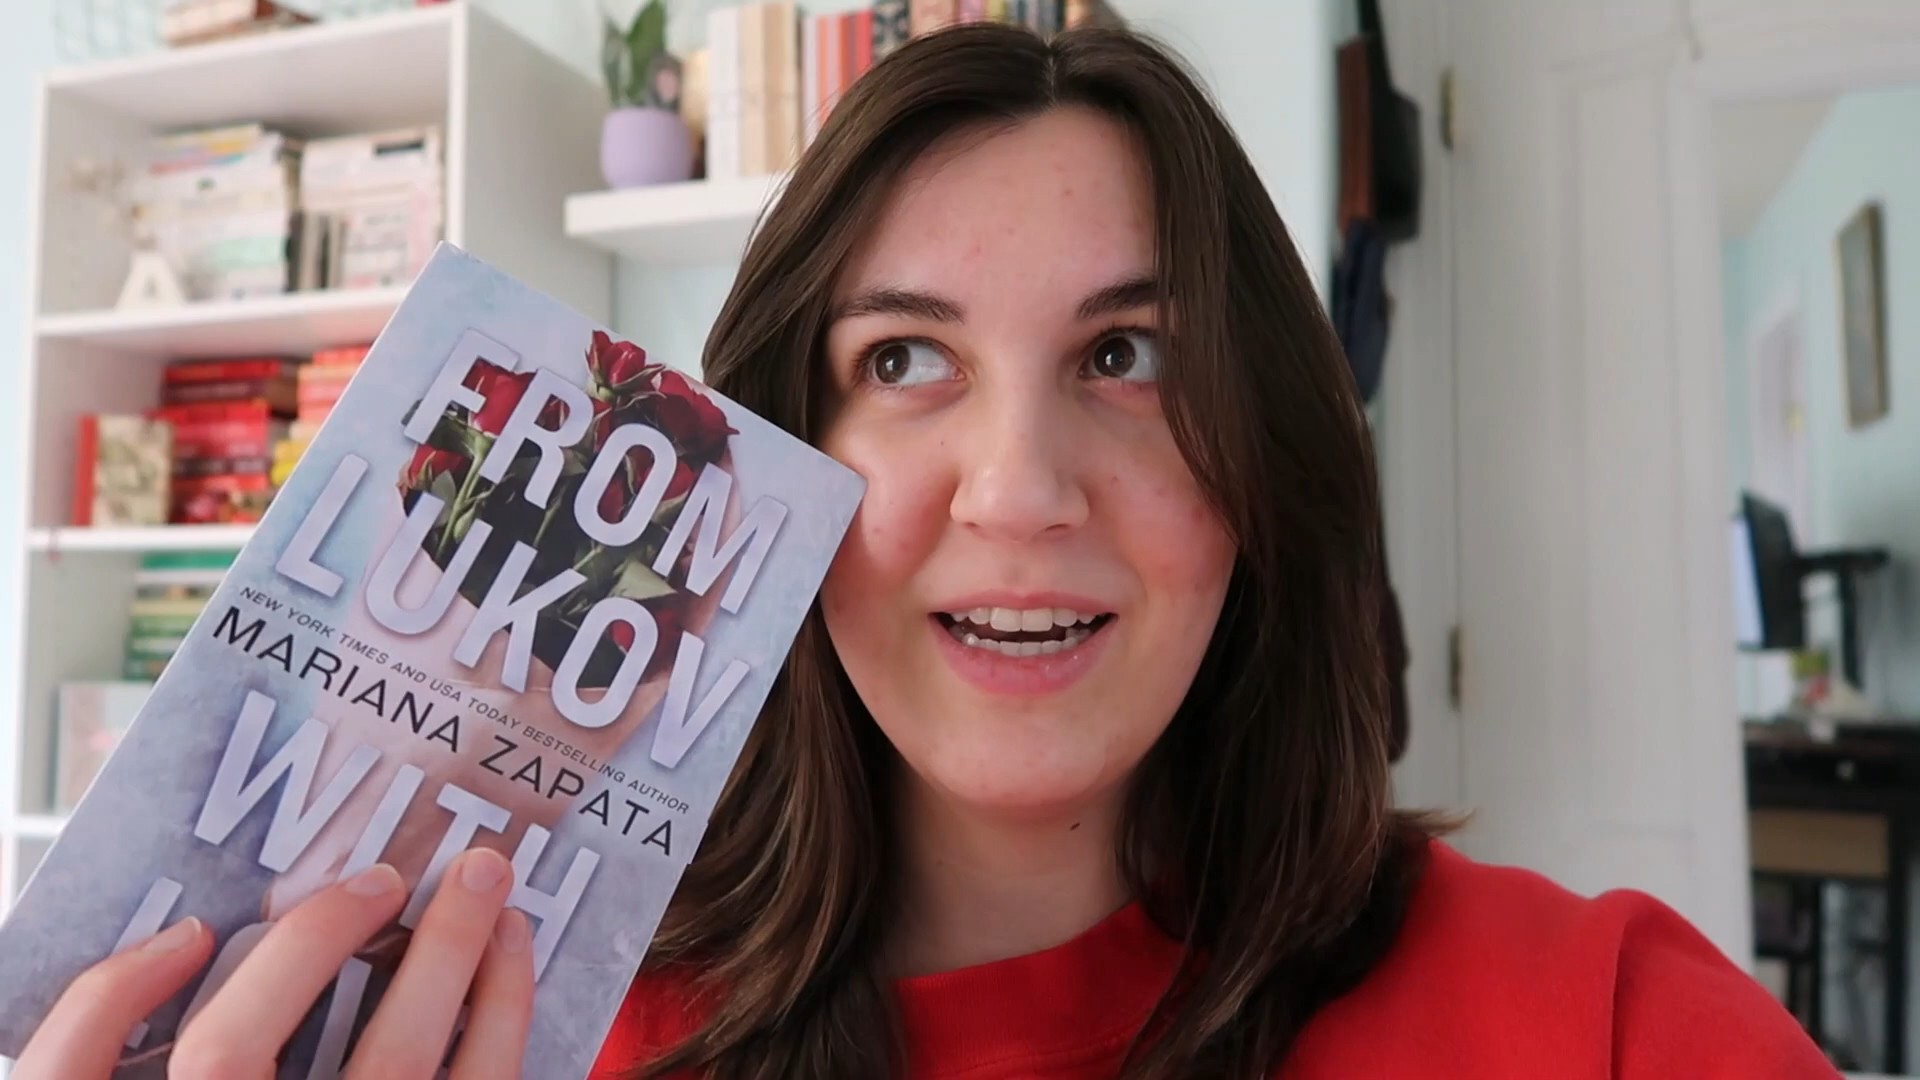 FROM
LUKOV
NEW YORK TIMES AND USA TODAY BESTSELLING AUTHOR
MARIANA ZAPATA
WITH